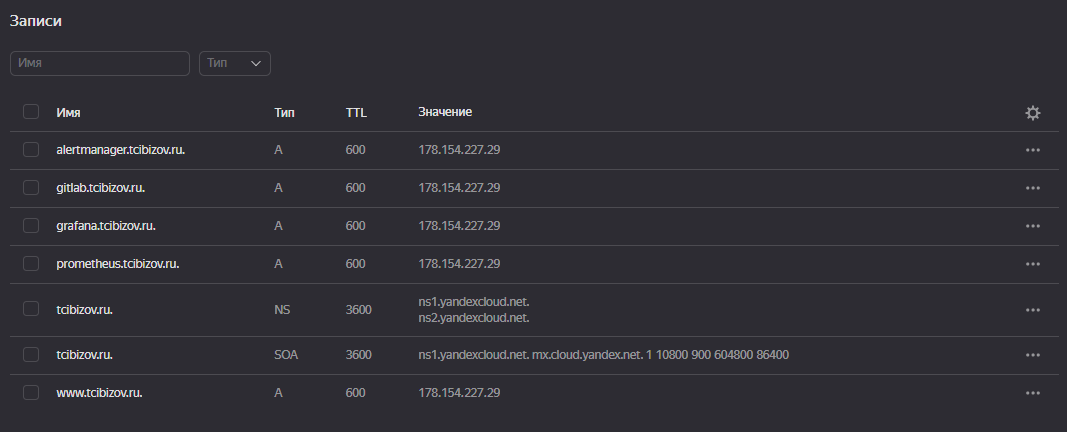 Записи
Имя Тип
Имя Тип TTL Значение
alertmanager.tcibizov.ru. A 600 178.154.227.29
gitlab.tcibizov.ru. A 600 178.154.227.29
grafana.tcibizov.ru. A 600 178.154.227.29
prometheus.tcibizov.ru. A 600 178.154.227.29
tcibizov.ru. NS 3600 ns1.yandexcloud.net.
ns2.yandexcloud.net.
tcibizov.ru. SOA 3600 ns1.yandexcloud.net. mx.cloud.yandex.net. 1 10800 900 604800 86400
www.tcibizov.ru. A 600 178.154.227.29